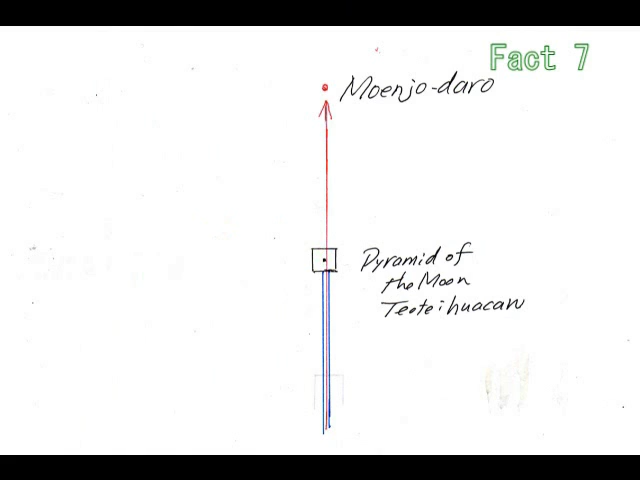 Fact 7
Moenjo-daro
Pyramid of
the Moon
Teoteihuacan